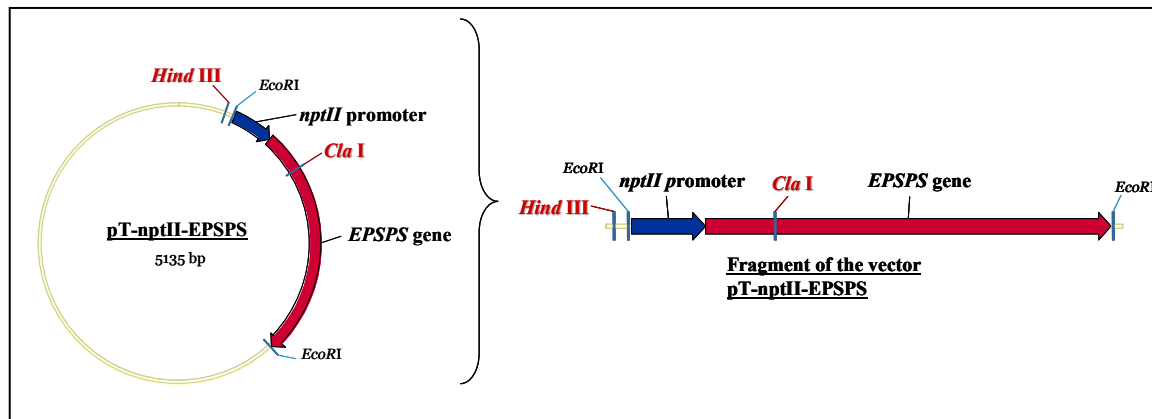 Hind III
EcoRI
nptII promoter
Cla I
pT-nptII-EPSPS
5135 bp
EPSPS gene
EcoRI
EcoRI
nptII promoter
Cla I
EPSPS gene
EcoRI
Hind III
Fragment of the vector
pT-nptII-EPSPS